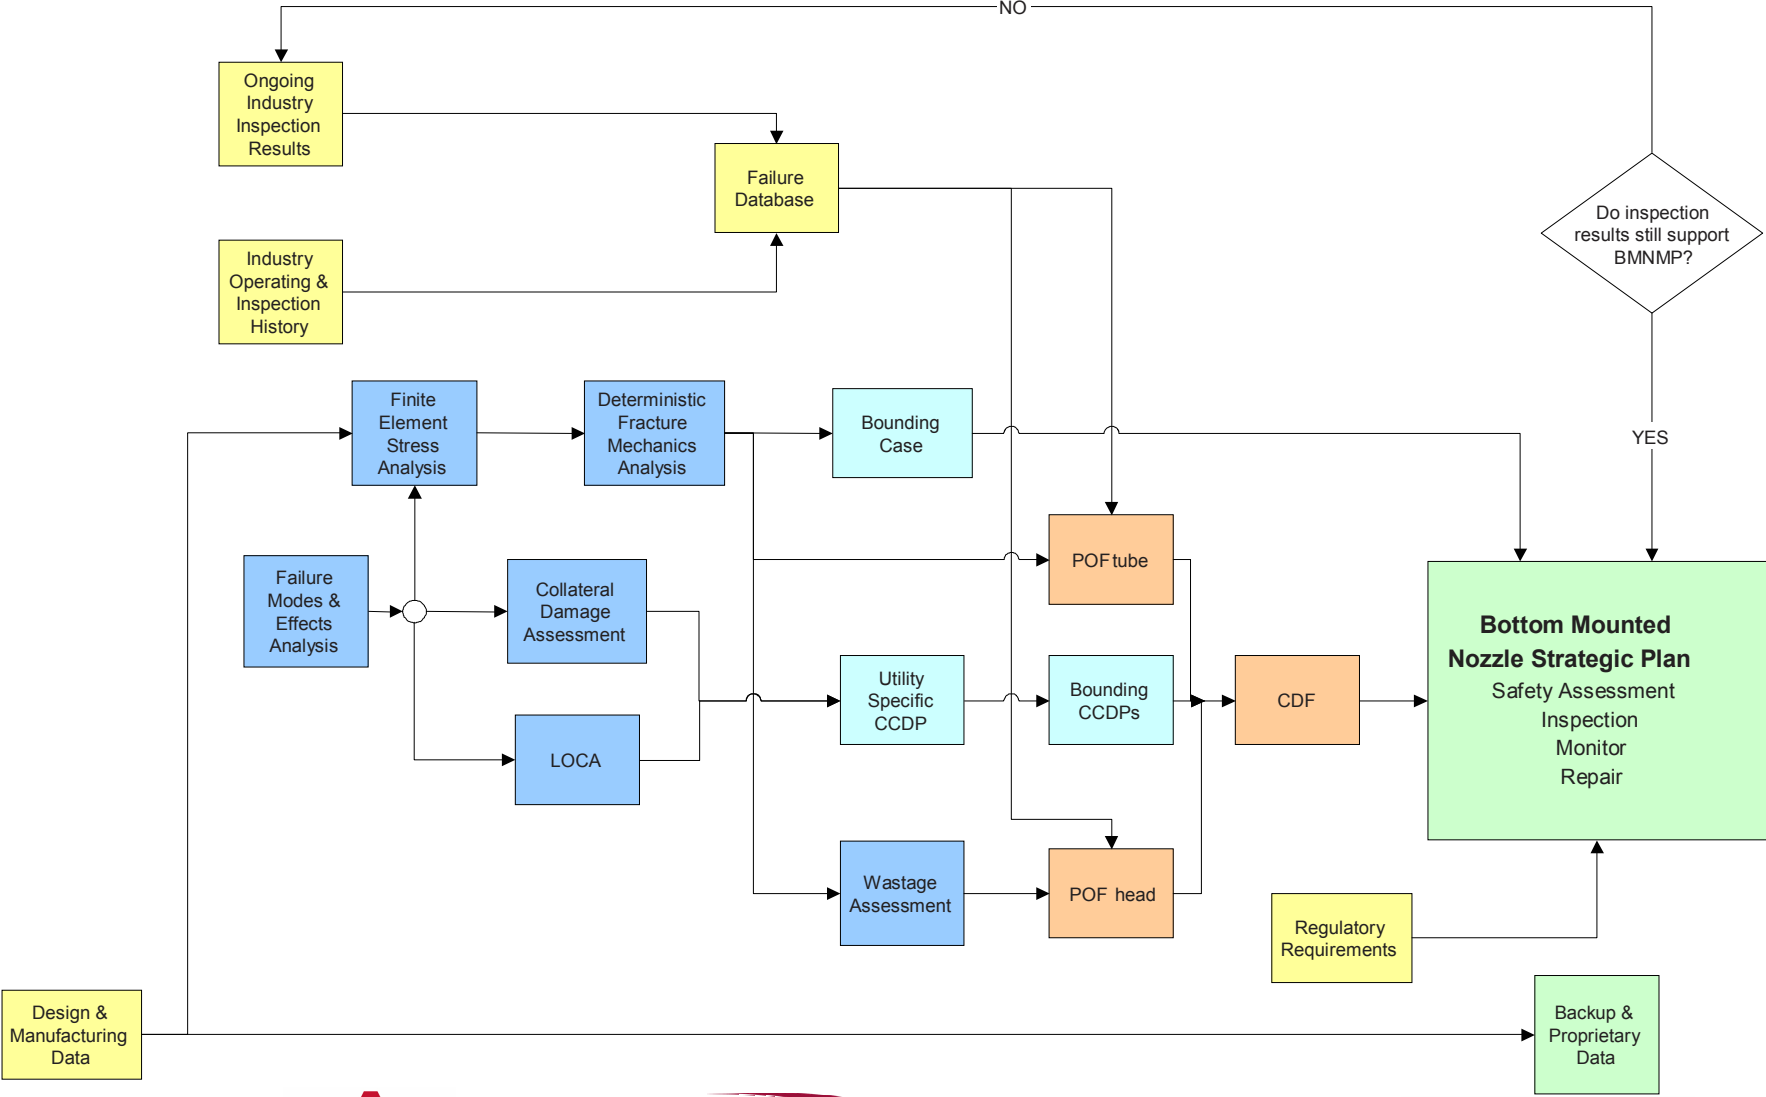 NO
Ongoing
Industry
Inspection
Results
Failure
Database
Do inspection
results still support
BMNMP?
Industry
Operating &
Inspection
History
YES
Finite
Element
Stress
Analysis
Deterministic
Fracture
Mechanics
Analysis
Bounding
Case
POF tube
Failure
Modes &
Effects
Analysis
Collateral
Damage
Assessment
Utility
Specific
CCDP
Bounding
CCDPs
CDF
Bottom Mounted
Nozzle Strategic Plan
Safety Assessment
Inspection
Monitor
Repair
LOCA
Wastage
Assessment
POF head
Regulatory
Requirements
Design &
Manufacturing
Data
Backup &
Proprietary
Data